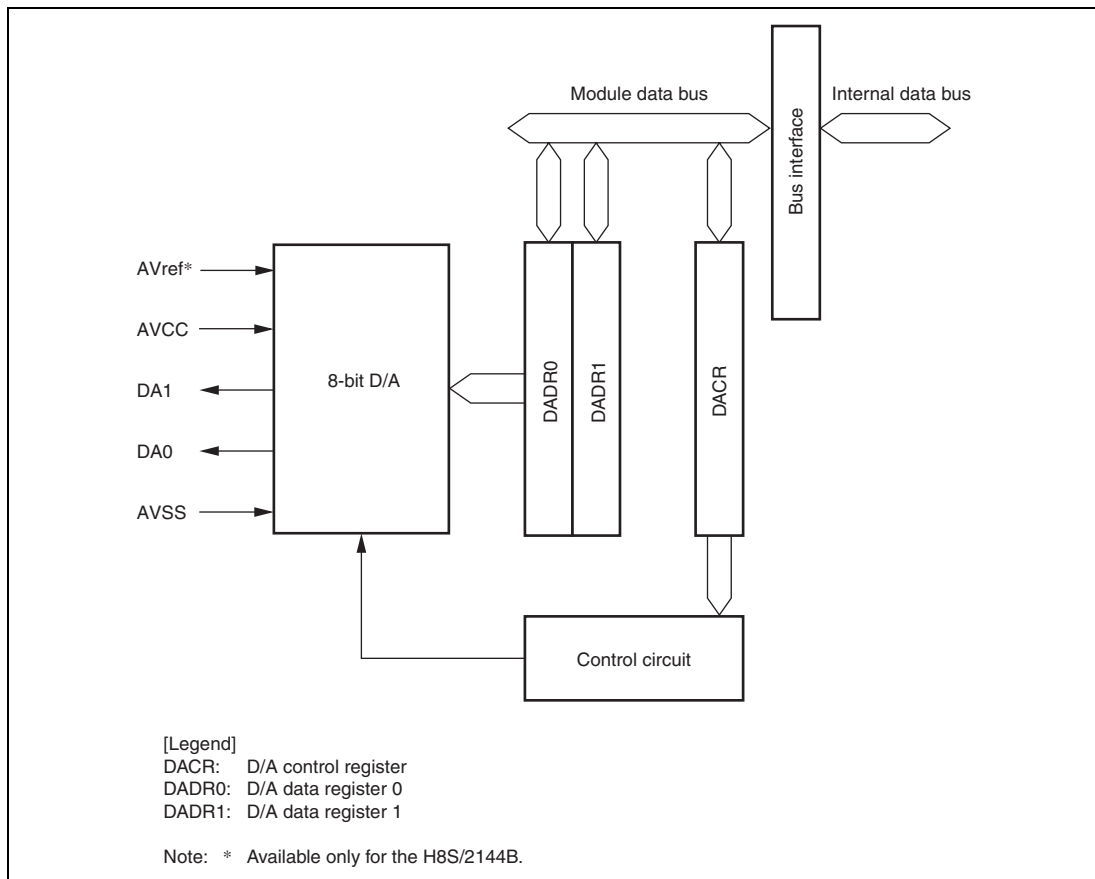 Module data bus
Internal data bus
Bus interface
AVref*
AVCC
DA1
DA0
AVSS
8-bit D/A
DADR0
DADR1
DACR
Control circuit
[Legend]
DACR: D/A control register
DADR0: D/A data register 0
DADR1: D/A data register 1
Note: * Available only for the H8S/2144B.